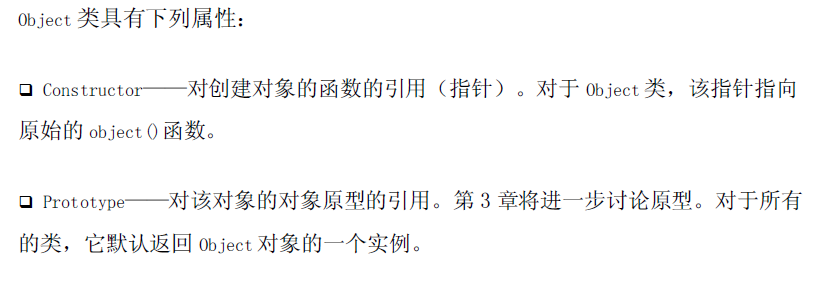 Object 类具有下列属性：
❑ Constructor——对创建对象的函数的引用（指针）。对于 Object 类，该指针指向
原始的 object()函数。
❑ Prototype——对该对象的对象原型的引用。第 3 章将进一步讨论原型。对于所有
的类，它默认返回 Object 对象的一个实例。